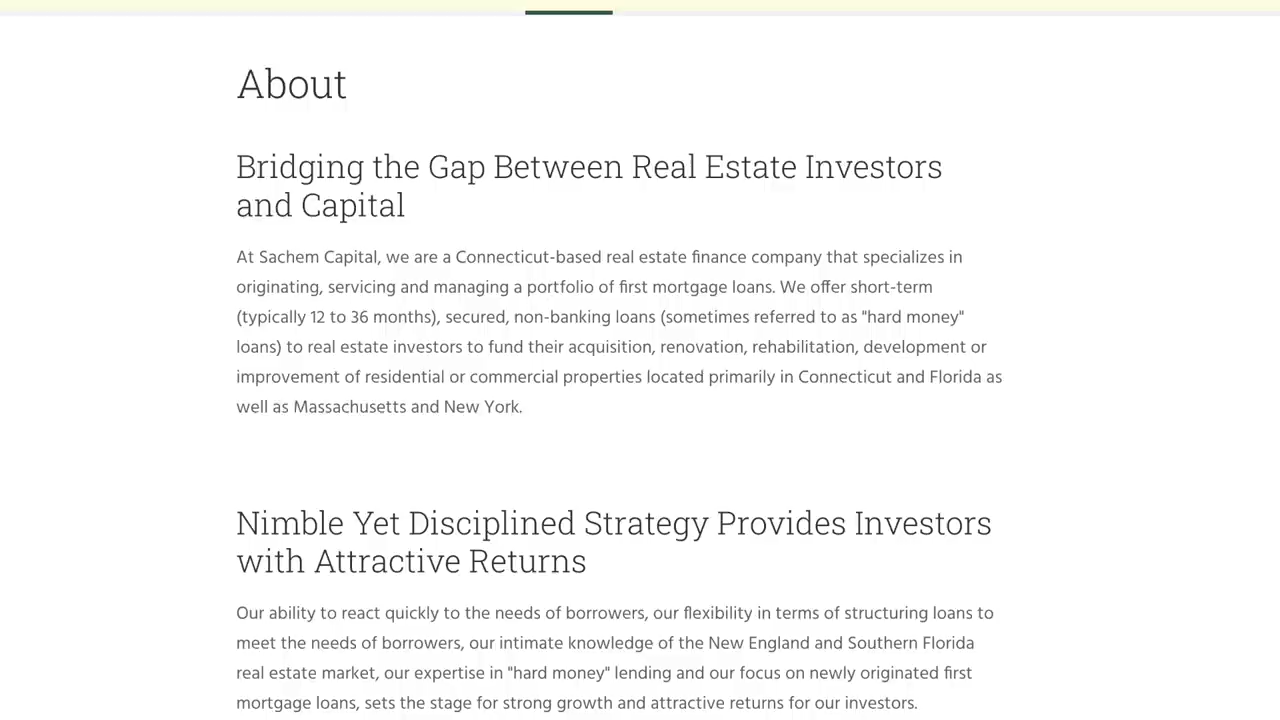 About
Bridging the Gap Between Real Estate Investors
and Capital
At Sachem Capital, we are a Connecticut-based real estate finance company that specializes in
originating, servicing and managing a portfolio of first mortgage loans. We offer short-term
(typically 12 to 36 months), secured, non-banking loans (sometimes referred to as "hard money"
loans) to real estate investors to fund their acquisition, renovation, rehabilitation, development or
improvement of residential or commercial properties located primarily in Connecticut and Florida as
well as Massachusetts and New York.
Nimble Yet Disciplined Strategy Provides Investors
with Attractive Returns
Our ability to react quickly to the needs of borrowers, our flexibility in terms of structuring loans to
meet the needs of borrowers, our intimate knowledge of the New England and Southern Florida
real estate market, our expertise in "hard money" lending and our focus on newly originated first
mortgage loans, sets the stage for strong growth and attractive returns for our investors.